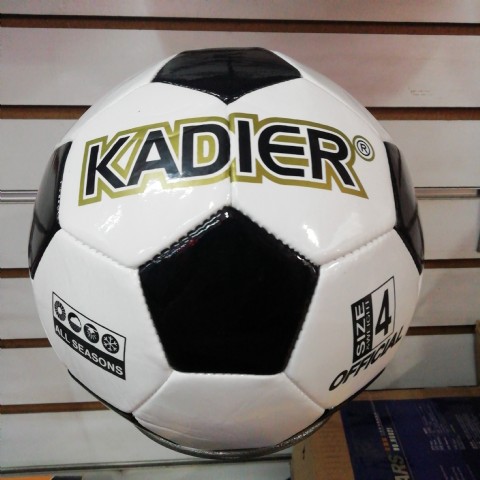 KADIER®
ALL SEASONS
SIZE 4
OFFICIAL